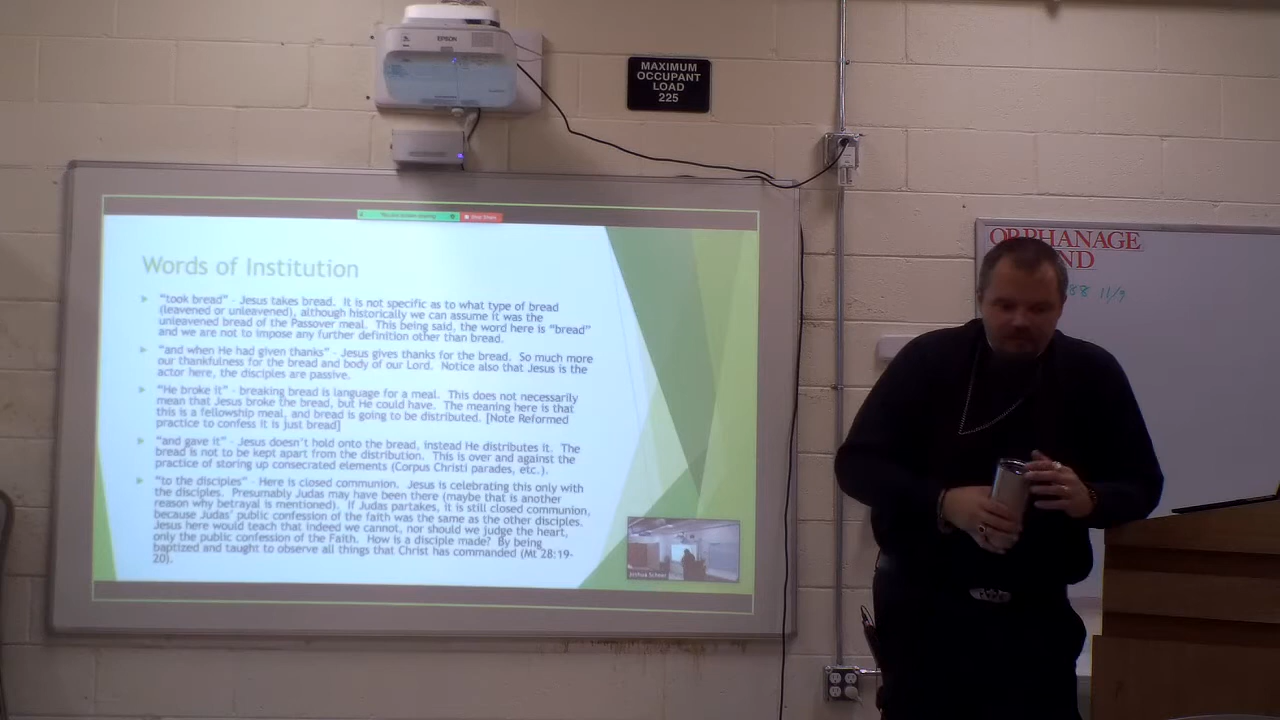 EPSON
MAXIMUM
OCCUPANT
LOAD
225
Stop Share
ORPHANAGE
ND
11/9
Words of Institution
"took bread" - Jesus takes bread. It is not specific as to what type of bread
(leavened or unleavened), although historically we can assume it was the
unleavened bread of the Passover meal. This being said, the word here is "bread"
and we are not to impose any further definition other than bread.
"and when He had given thanks" - Jesus gives thanks for the bread. So much more
our thankfulness for the bread and body of our Lord. Notice also that Jesus is the
actor here, the disciples are passive.
"He broke it" - breaking bread is language for a meal. This does not necessarily
mean that Jesus broke the bread, but He could have. The meaning here is that
this is a fellowship meal, and bread is going to be distributed. [Note Reformed
practice to confess it is just bread]
"and gave it" - Jesus doesn't hold onto the bread, instead He distributes it. The
bread is not to be kept apart from the distribution. This is over and against the
practice of storing up consecrated elements (Corpus Christi parades, etc.).
"to the disciples" - Here is closed communion. Jesus is celebrating this only with
the disciples. Presumably Judas may have been there (maybe that is another
reason why betrayal is mentioned). If Judas partakes, it is still closed communion,
because Judas' public confession of the faith was the same as the other disciples.
Jesus here would teach that indeed we cannot, nor should we judge the heart,
only the public confession of the Faith. How is a disciple made? By being
baptized and taught to observe all things that Christ has commanded (Mt 28:19-
20).